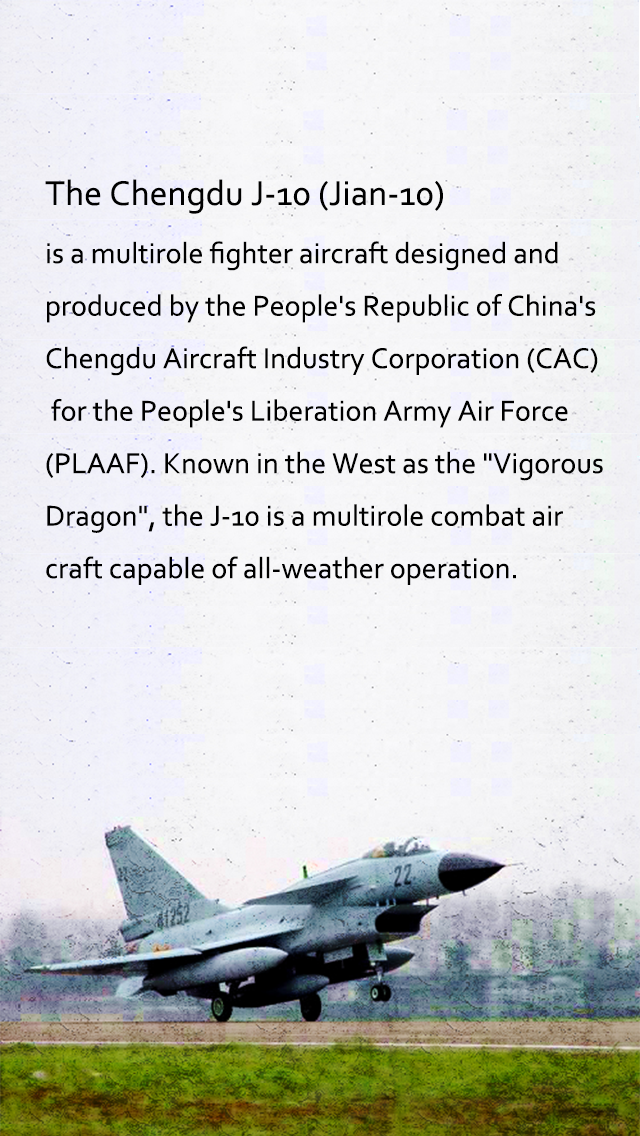 The Chengdu J-10 (Jian-10)
is a multirole fighter aircraft designed and
produced by the People's Republic of China's
Chengdu Aircraft Industry Corporation (CAC)
for the People's Liberation Army Air Force
(PLAAF). Known in the West as the "Vigorous
Dragon", the J-10 is a multirole combat air
craft capable of all-weather operation.
22